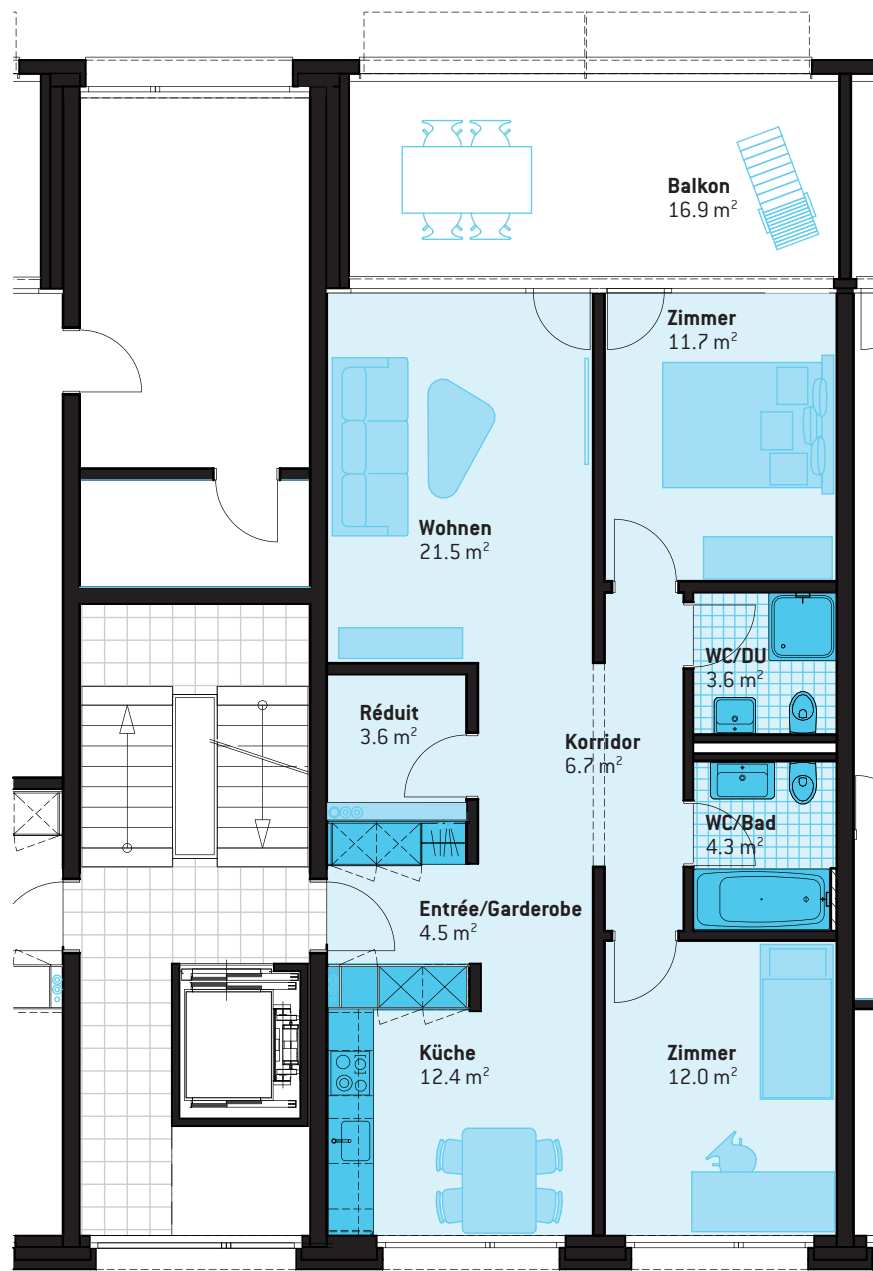 Balkon
16.9 m²
Zimmer
11.7 m²
Wohnen
21.5 m²
WC/DU
3.6 m²
Réduit
3.6 m²
Korridor
6.7 m²
WC/Bad
4.3 m²
Entrée/Garderobe
4.5 m²
Küche
12.4 m²
Zimmer
12.0 m²